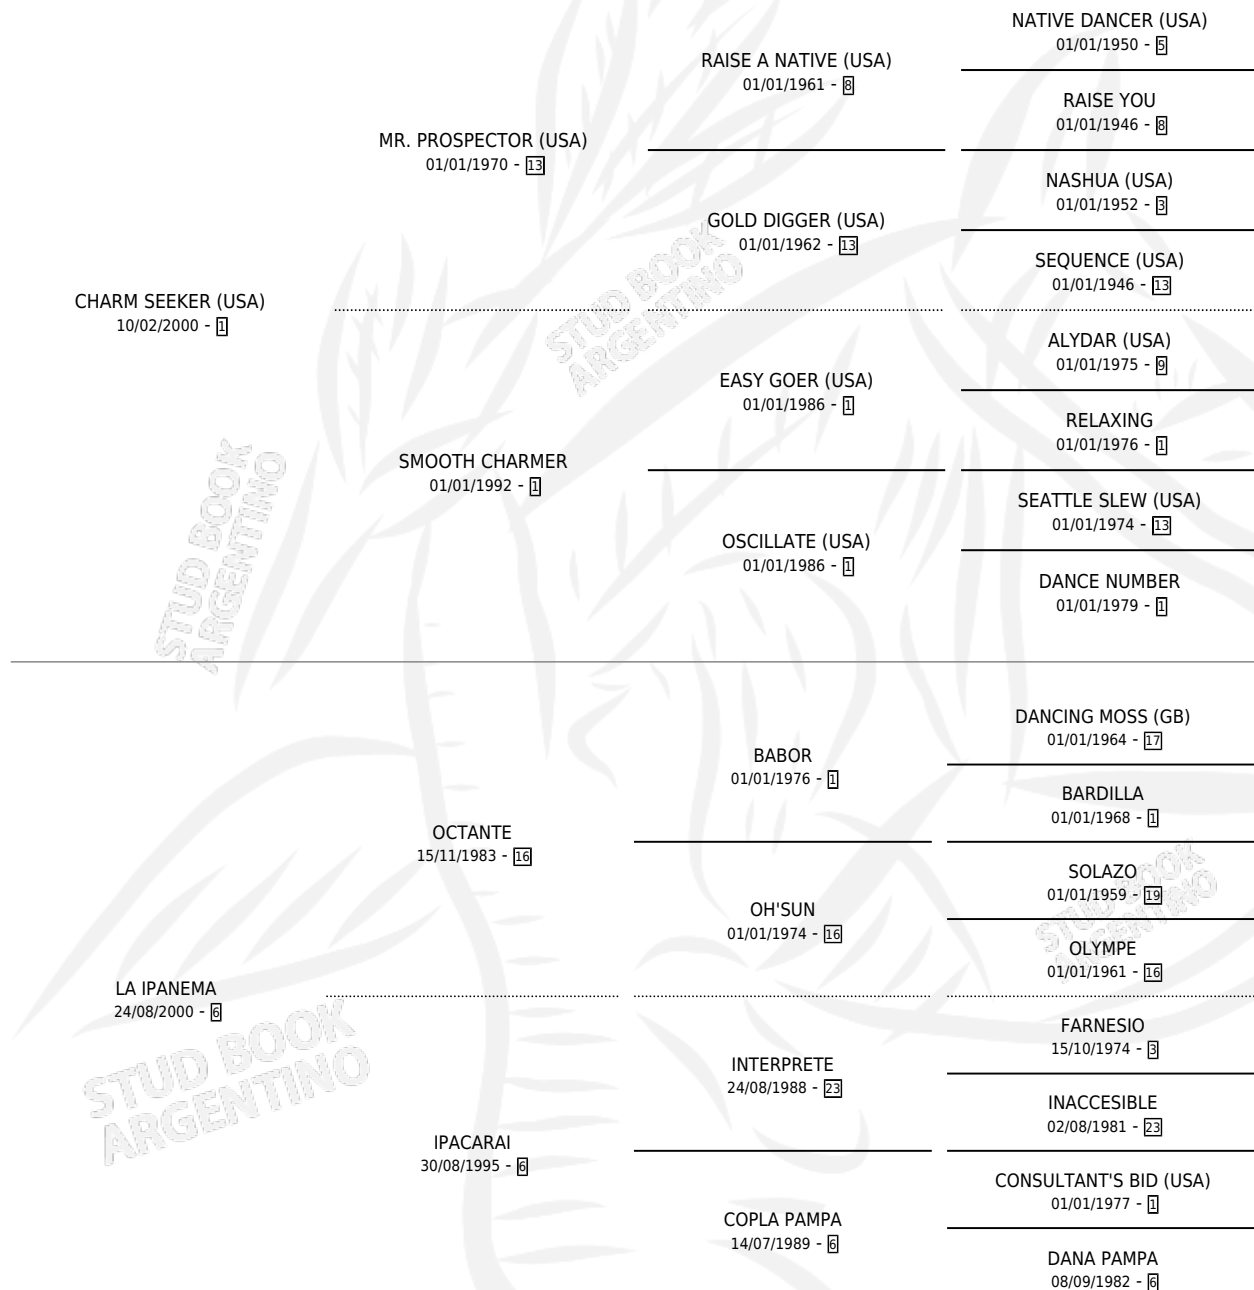 NATIVE DANCER (USA)
01/01/1950 - 5
RAISE A NATIVE (USA)
01/01/1961 - 8
RAISE YOU
01/01/1946 - 8
MR. PROSPECTOR (USA)
01/01/1970 - 13
NASHUA (USA)
01/01/1952 - 3
GOLD DIGGER (USA)
01/01/1962 - 13
SEQUENCE (USA)
01/01/1946 - 13
CHARM SEEKER (USA)
10/02/2000 - 1
STUD BOOK
ARGENTINO
ALYDAR (USA)
01/01/1975 - 9
EASY GOER (USA)
01/01/1986 - 1
RELAXING
01/01/1976 - 1
SMOOTH CHARMER
01/01/1992 - 1
SEATTLE SLEW (USA)
01/01/1974 - 13
OSCILLATE (USA)
01/01/1986 - 1
DANCE NUMBER
01/01/1979 - 1
STUD BOOK
ARGENTINO
DANCING MOSS (GB)
01/01/1964 - 17
BABOR
01/01/1976 - 1
BARDILLA
01/01/1968 - 1
OCTANTE
15/11/1983 - 16
SOLAZO
01/01/1959 - 19
OH'SUN
01/01/1974 - 16
OLYMPE
01/01/1961 - 16
STUD BOOK
ARGENTINO
LA IPANEMA
24/08/2000 - 6
STUD BOOK
ARGENTINO
FARNESIO
15/10/1974 - 3
INTERPRETE
24/08/1988 - 23
INACCESIBLE
02/08/1981 - 23
IPACARAI
30/08/1995 - 6
CONSULTANT'S BID (USA)
01/01/1977 - 1
COPLA PAMPA
14/07/1989 - 6
DANA PAMPA
08/09/1982 - 6